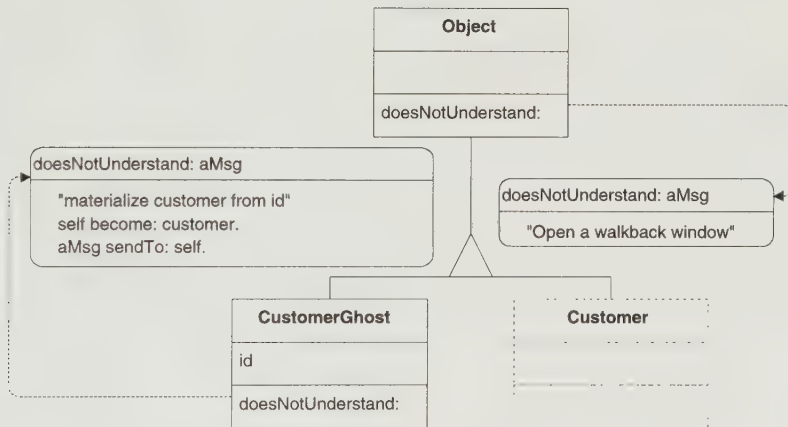 Object
doesNotUnderstand:
doesNotUnderstand: aMsg
"materialize customer from id"
self become: customer.
aMsg sendTo: self.
doesNotUnderstand: aMsg
"Open a walkback window"
CustomerGhost
id
doesNotUnderstand:
Customer